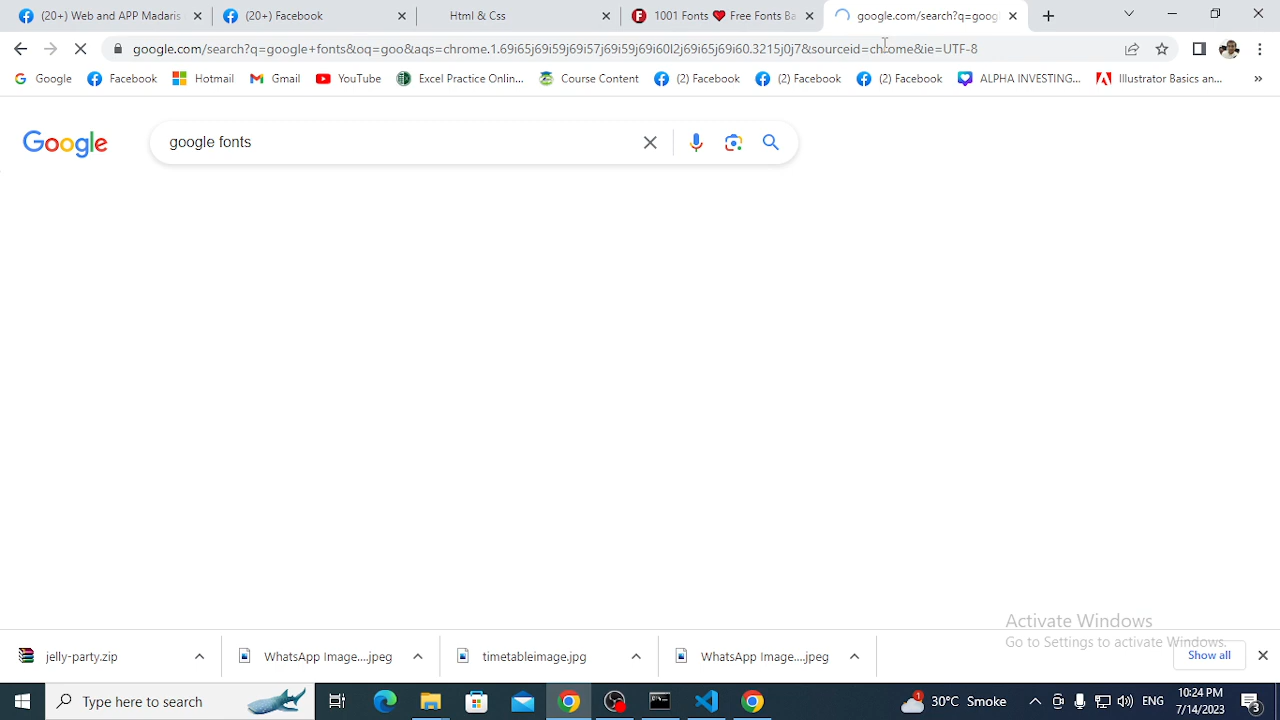 (20+) Web and APP Madaris
(20+) Facebook
Html & Css
1001 Fonts ❤ Free Fonts Ba
google.com/search?q=goog
google.com/search?q=google+fonts&oq=goo&aqs=chrome.1.69i65j69i59j69i57j69i59j69i60l2j69i65j69i60.3215j0j7&sourceid=chrome&ie=UTF-8
Google
Facebook
Hotmail
Gmail
YouTube
Excel Practice Onlin...
Course Content
(2) Facebook
(2) Facebook
(2) Facebook
ALPHA INVESTING...
Illustrator Basics an...
»
Google
google fonts
Activate Windows
Go to Settings to activate Windows.
jelly-party.zip
WhatsApp Image....jpeg
timetableimage.jpg
WhatsApp Image....jpeg
Show all
Type here to search
1
30°C Smoke
ENG
10:24 PM
7/14/2023
3